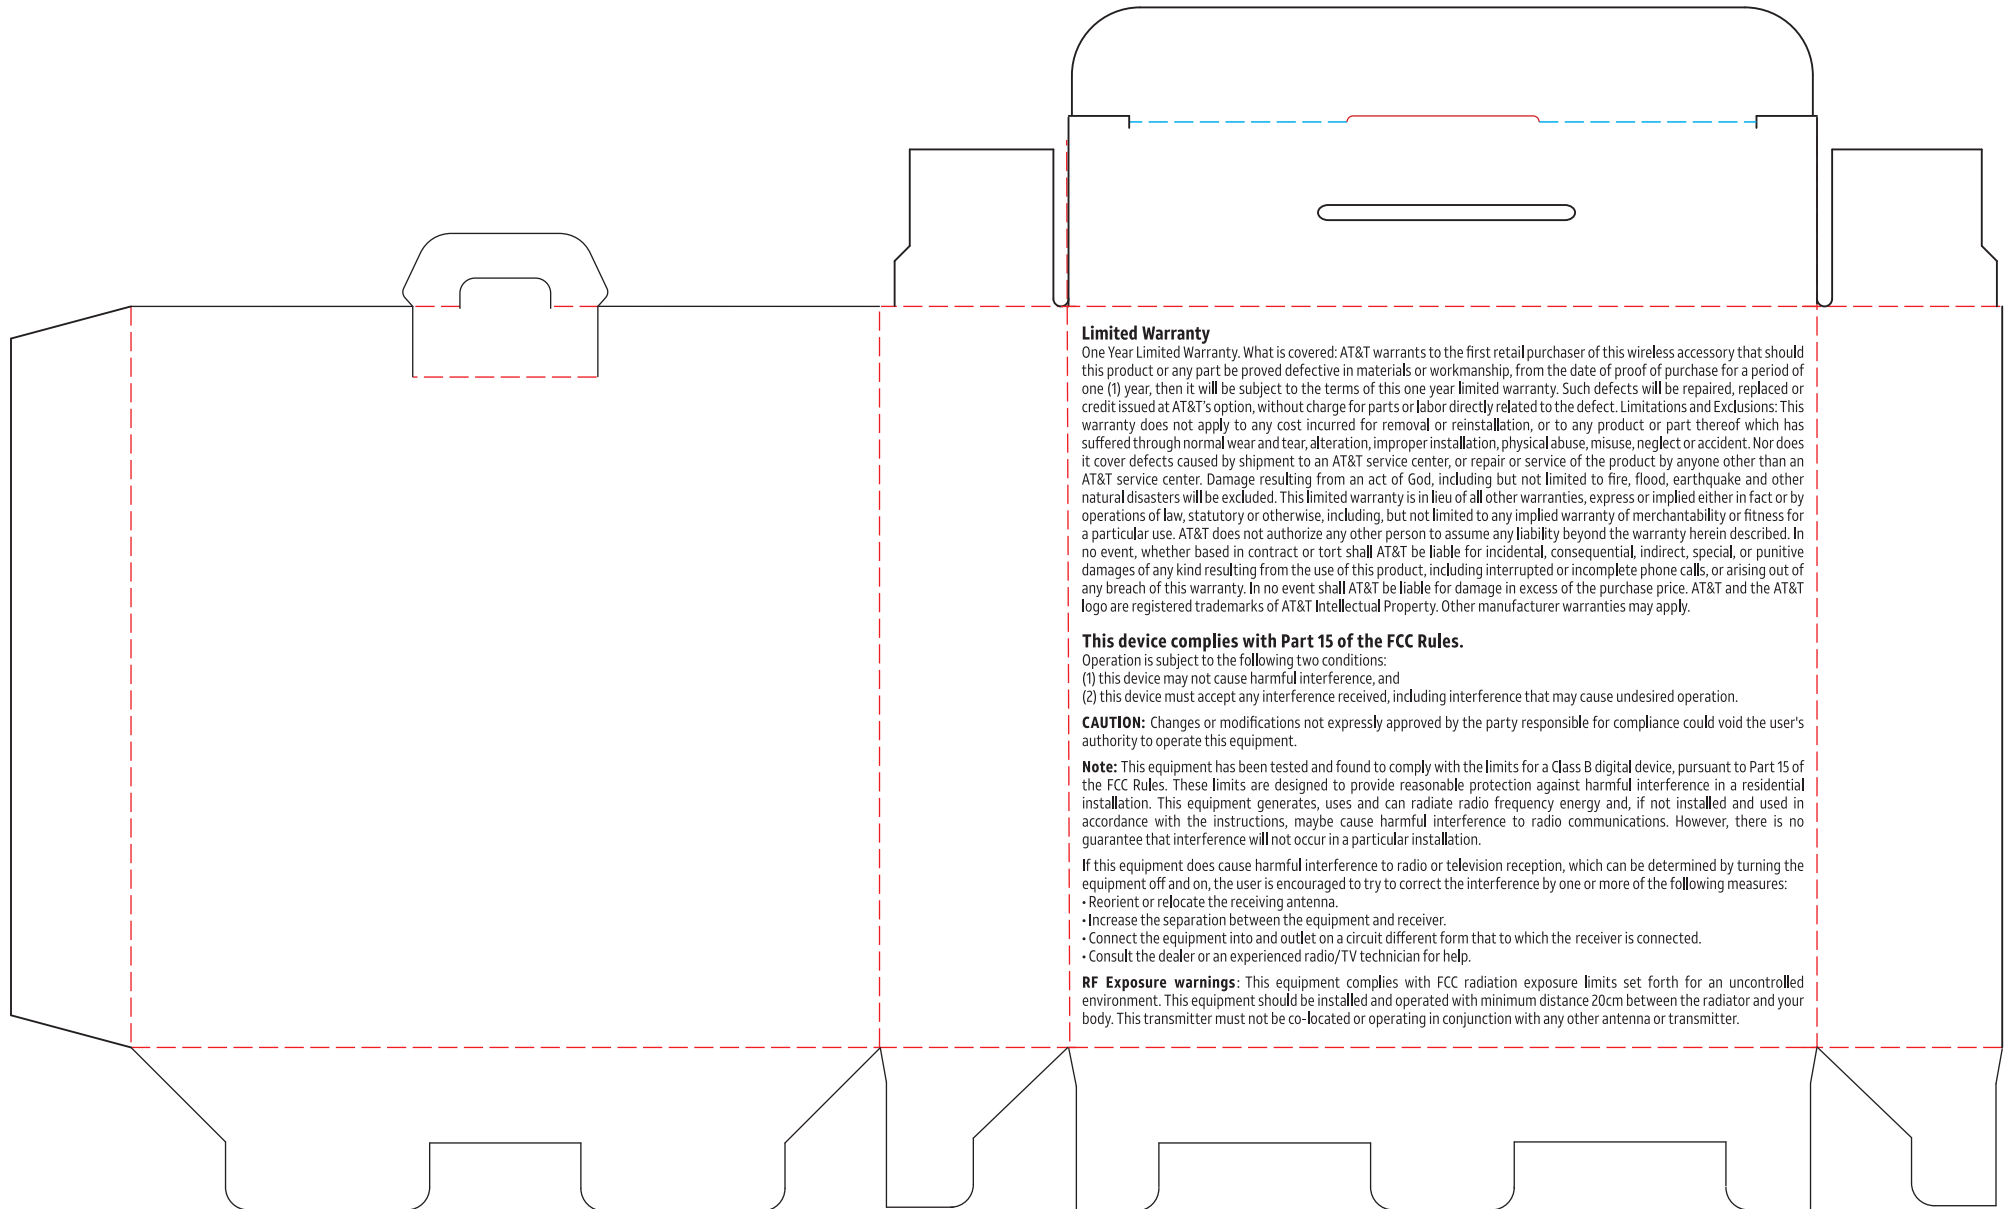 Limited Warranty
One Year Limited Warranty. What is covered: AT&T warrants to the first retail purchaser of this wireless accessory that should
this product or any part be proved defective in materials or workmanship, from the date of proof of purchase for a period of
one (1) year, then it will be subject to the terms of this one year limited warranty. Such defects will be repaired, replaced or
credit issued at AT&T's option, without charge for parts or labor directly related to the defect. Limitations and Exclusions: This
warranty does not apply to any cost incurred for removal or reinstallation, or to any product or part thereof which has
suffered through normal wear and tear, alteration, improper installation, physical abuse, misuse, neglect or accident. Nor does
it cover defects caused by shipment to an AT&T service center, or repair or service of the product by anyone other than an
AT&T service center. Damage resulting from an act of God, including but not limited to fire, flood, earthquake and other
natural disasters will be excluded. This limited warranty is in lieu of all other warranties, express or implied either in fact or by
operations of law, statutory or otherwise, including, but not limited to any implied warranty of merchantability or fitness for
a particular use. AT&T does not authorize any other person to assume any liability beyond the warranty herein described. In
no event, whether based in contract or tort shall AT&T be liable for incidental, consequential, indirect, special, or punitive
damages of any kind resulting from the use of this product, including interrupted or incomplete phone calls, or arising out of
any breach of this warranty. In no event shall AT&T be liable for damage in excess of the purchase price. AT&T and the AT&T
logo are registered trademarks of AT&T Intellectual Property. Other manufacturer warranties may apply.
This device complies with Part 15 of the FCC Rules.
Operation is subject to the following two conditions:
(1) this device may not cause harmful interference, and
(2) this device must accept any interference received, including interference that may cause undesired operation.
CAUTION: Changes or modifications not expressly approved by the party responsible for compliance could void the user's
authority to operate this equipment.
Note: This equipment has been tested and found to comply with the limits for a Class B digital device, pursuant to Part 15 of
the FCC Rules. These limits are designed to provide reasonable protection against harmful interference in a residential
installation. This equipment generates, uses and can radiate radio frequency energy and, if not installed and used in
accordance with the instructions, maybe cause harmful interference to radio communications. However, there is no
guarantee that interference will not occur in a particular installation.
If this equipment does cause harmful interference to radio or television reception, which can be determined by turning the
equipment off and on, the user is encouraged to try to correct the interference by one or more of the following measures:
• Reorient or relocate the receiving antenna.
• Increase the separation between the equipment and receiver.
• Connect the equipment into and outlet on a circuit different form that to which the receiver is connected.
• Consult the dealer or an experienced radio/TV technician for help.
RF Exposure warnings: This equipment complies with FCC radiation exposure limits set forth for an uncontrolled
environment. This equipment should be installed and operated with minimum distance 20cm between the radiator and your
body. This transmitter must not be co-located or operating in conjunction with any other antenna or transmitter.